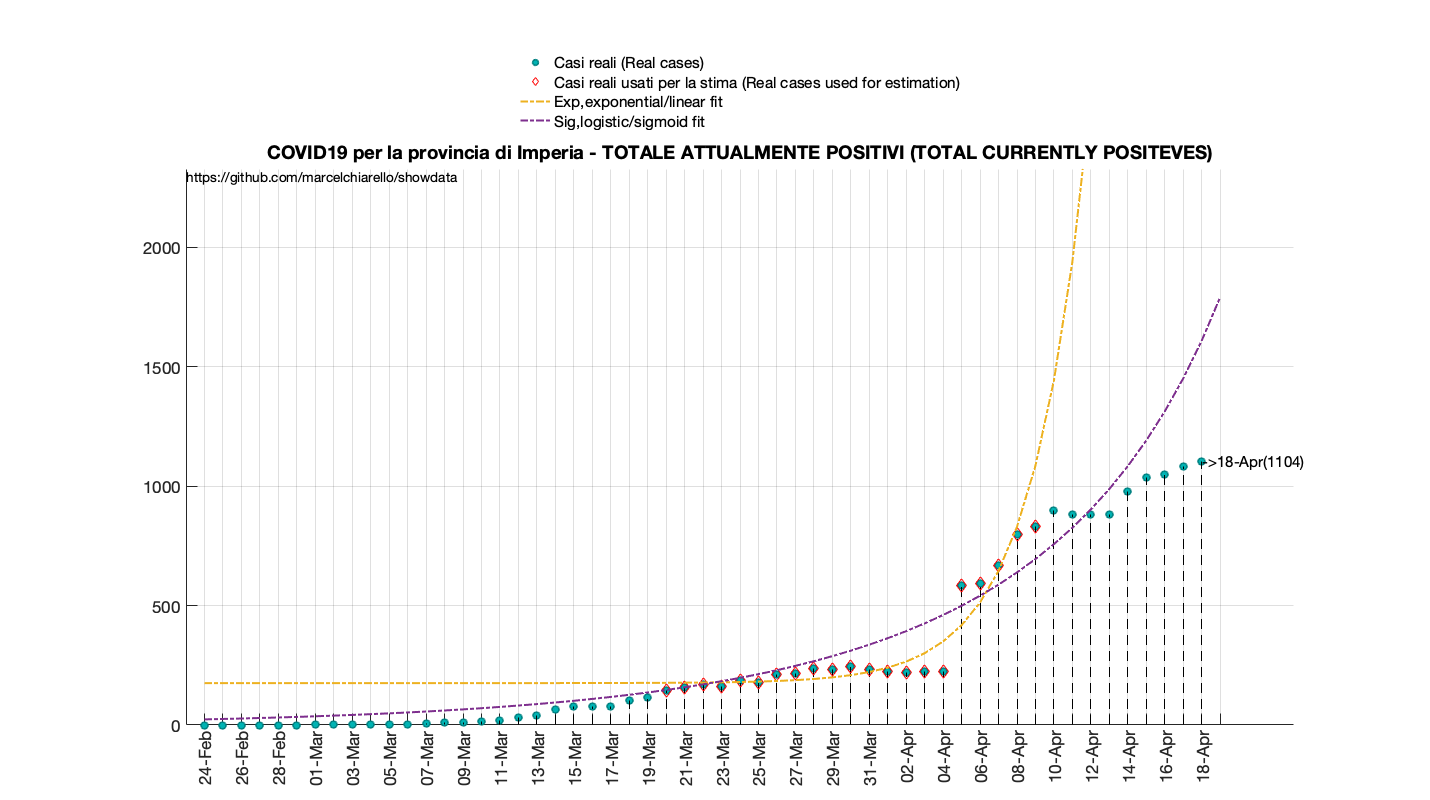 Casi reali (Real cases)
Casi reali usati per la stima (Real cases used for estimation)
Exp,exponential/linear fit
Sig,logistic/sigmoid fit
COVID19 per la provincia di Imperia - TOTALE ATTUALMENTE POSITIVI (TOTAL CURRENTLY POSITEVES)
https://github.com/marcelchiarello/showdata
2000
1500
1000
500
0
->18-Apr(1104)
24-Feb
26-Feb
28-Feb
01-Mar
03-Mar
05-Mar
07-Mar
09-Mar
11-Mar
13-Mar
15-Mar
17-Mar
19-Mar
21-Mar
23-Mar
25-Mar
27-Mar
29-Mar
31-Mar
02-Apr
04-Apr
06-Apr
08-Apr
10-Apr
12-Apr
14-Apr
16-Apr
18-Apr